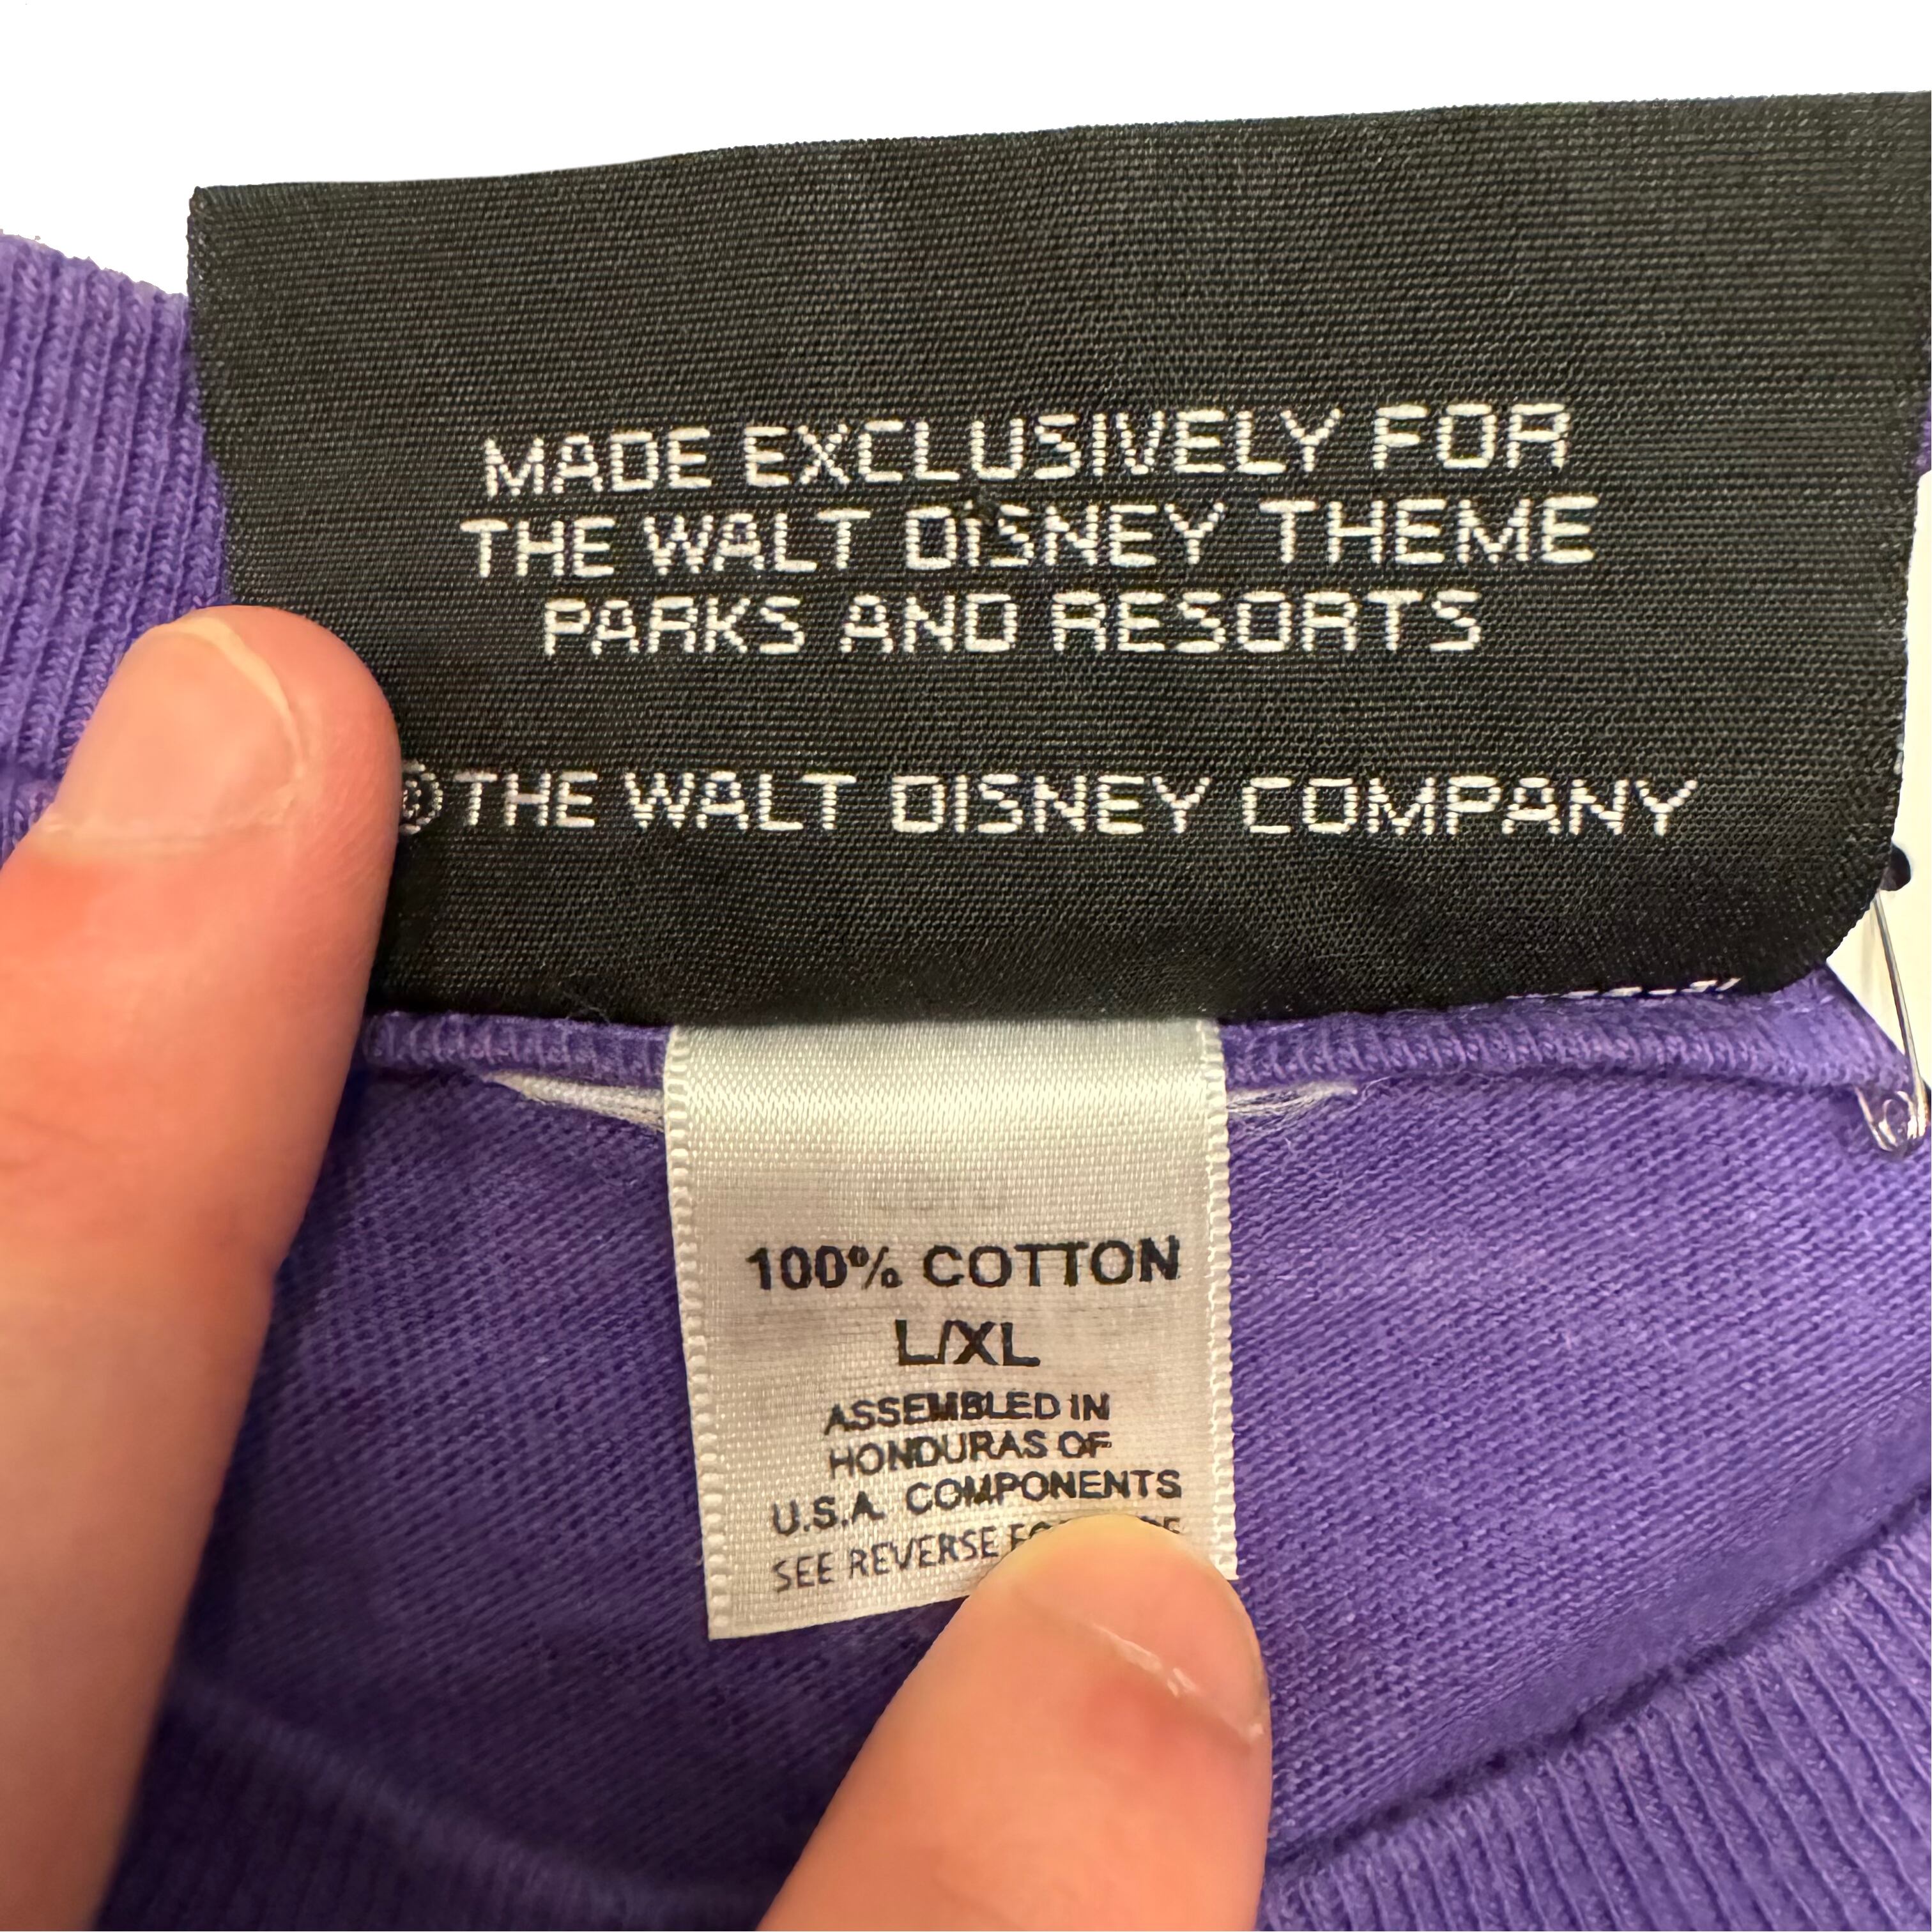 MADE EXCLUSIVELY FOR
THE WALT DISNEY THEME
PARKS AND RESORTS
©THE WALT DISNEY COMPANY
100% COTTON
L/XL
ASSEMBLED IN
HONDURAS OF
U.S.A. COMPONENTS
SEE REVERSE